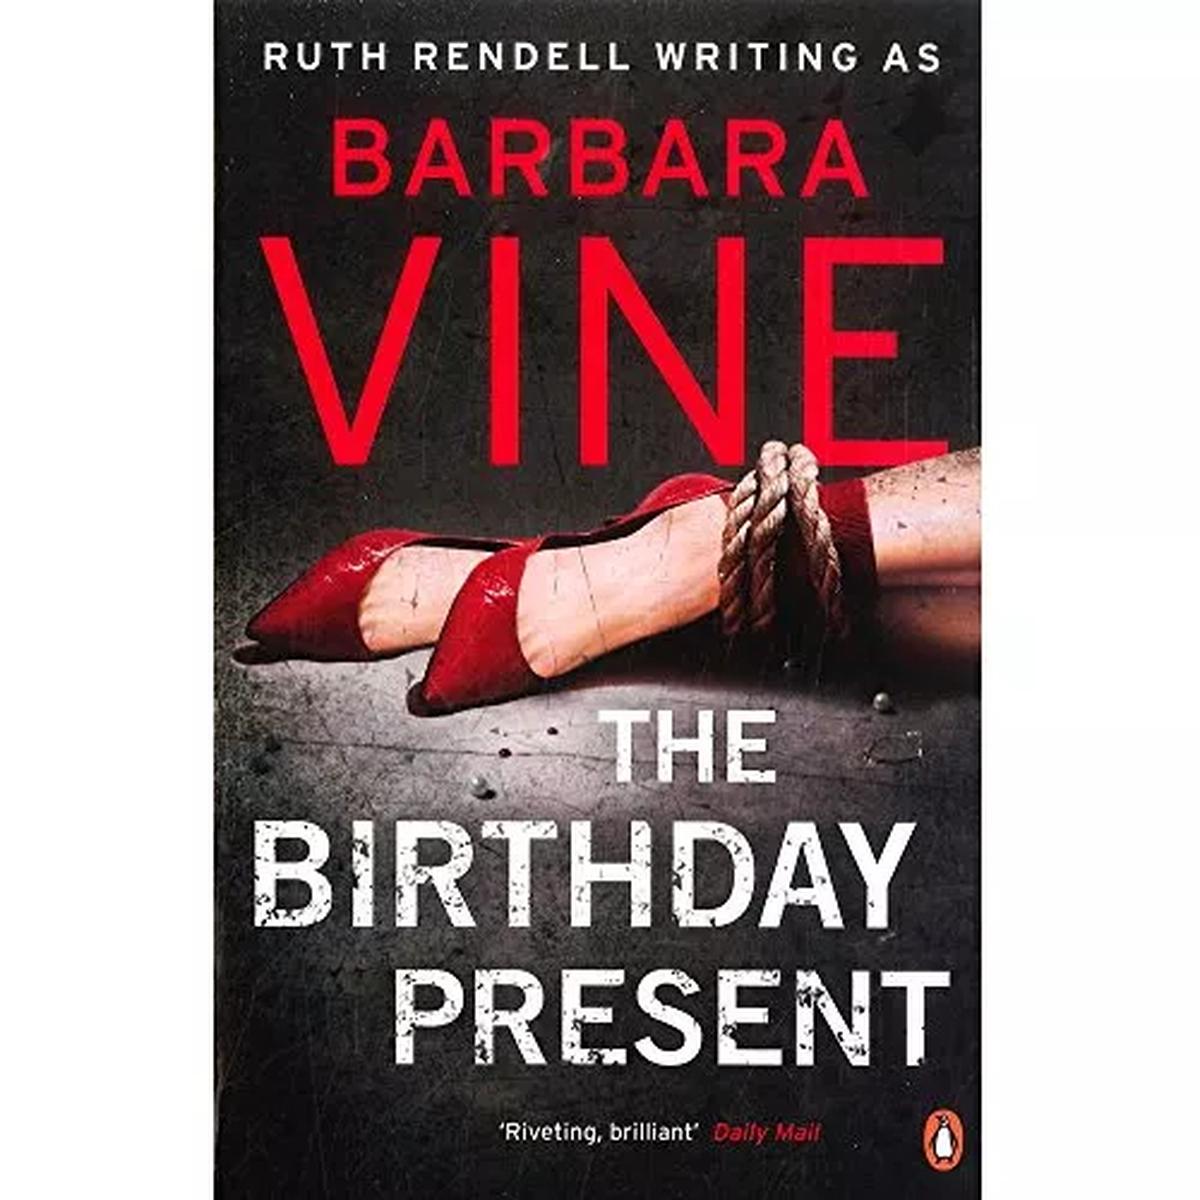 RUTH RENDELL WRITING AS
BARBARA
VINE
THE
BIRTHDAY
PRESENT
'Riveting, brilliant' Daily Mail